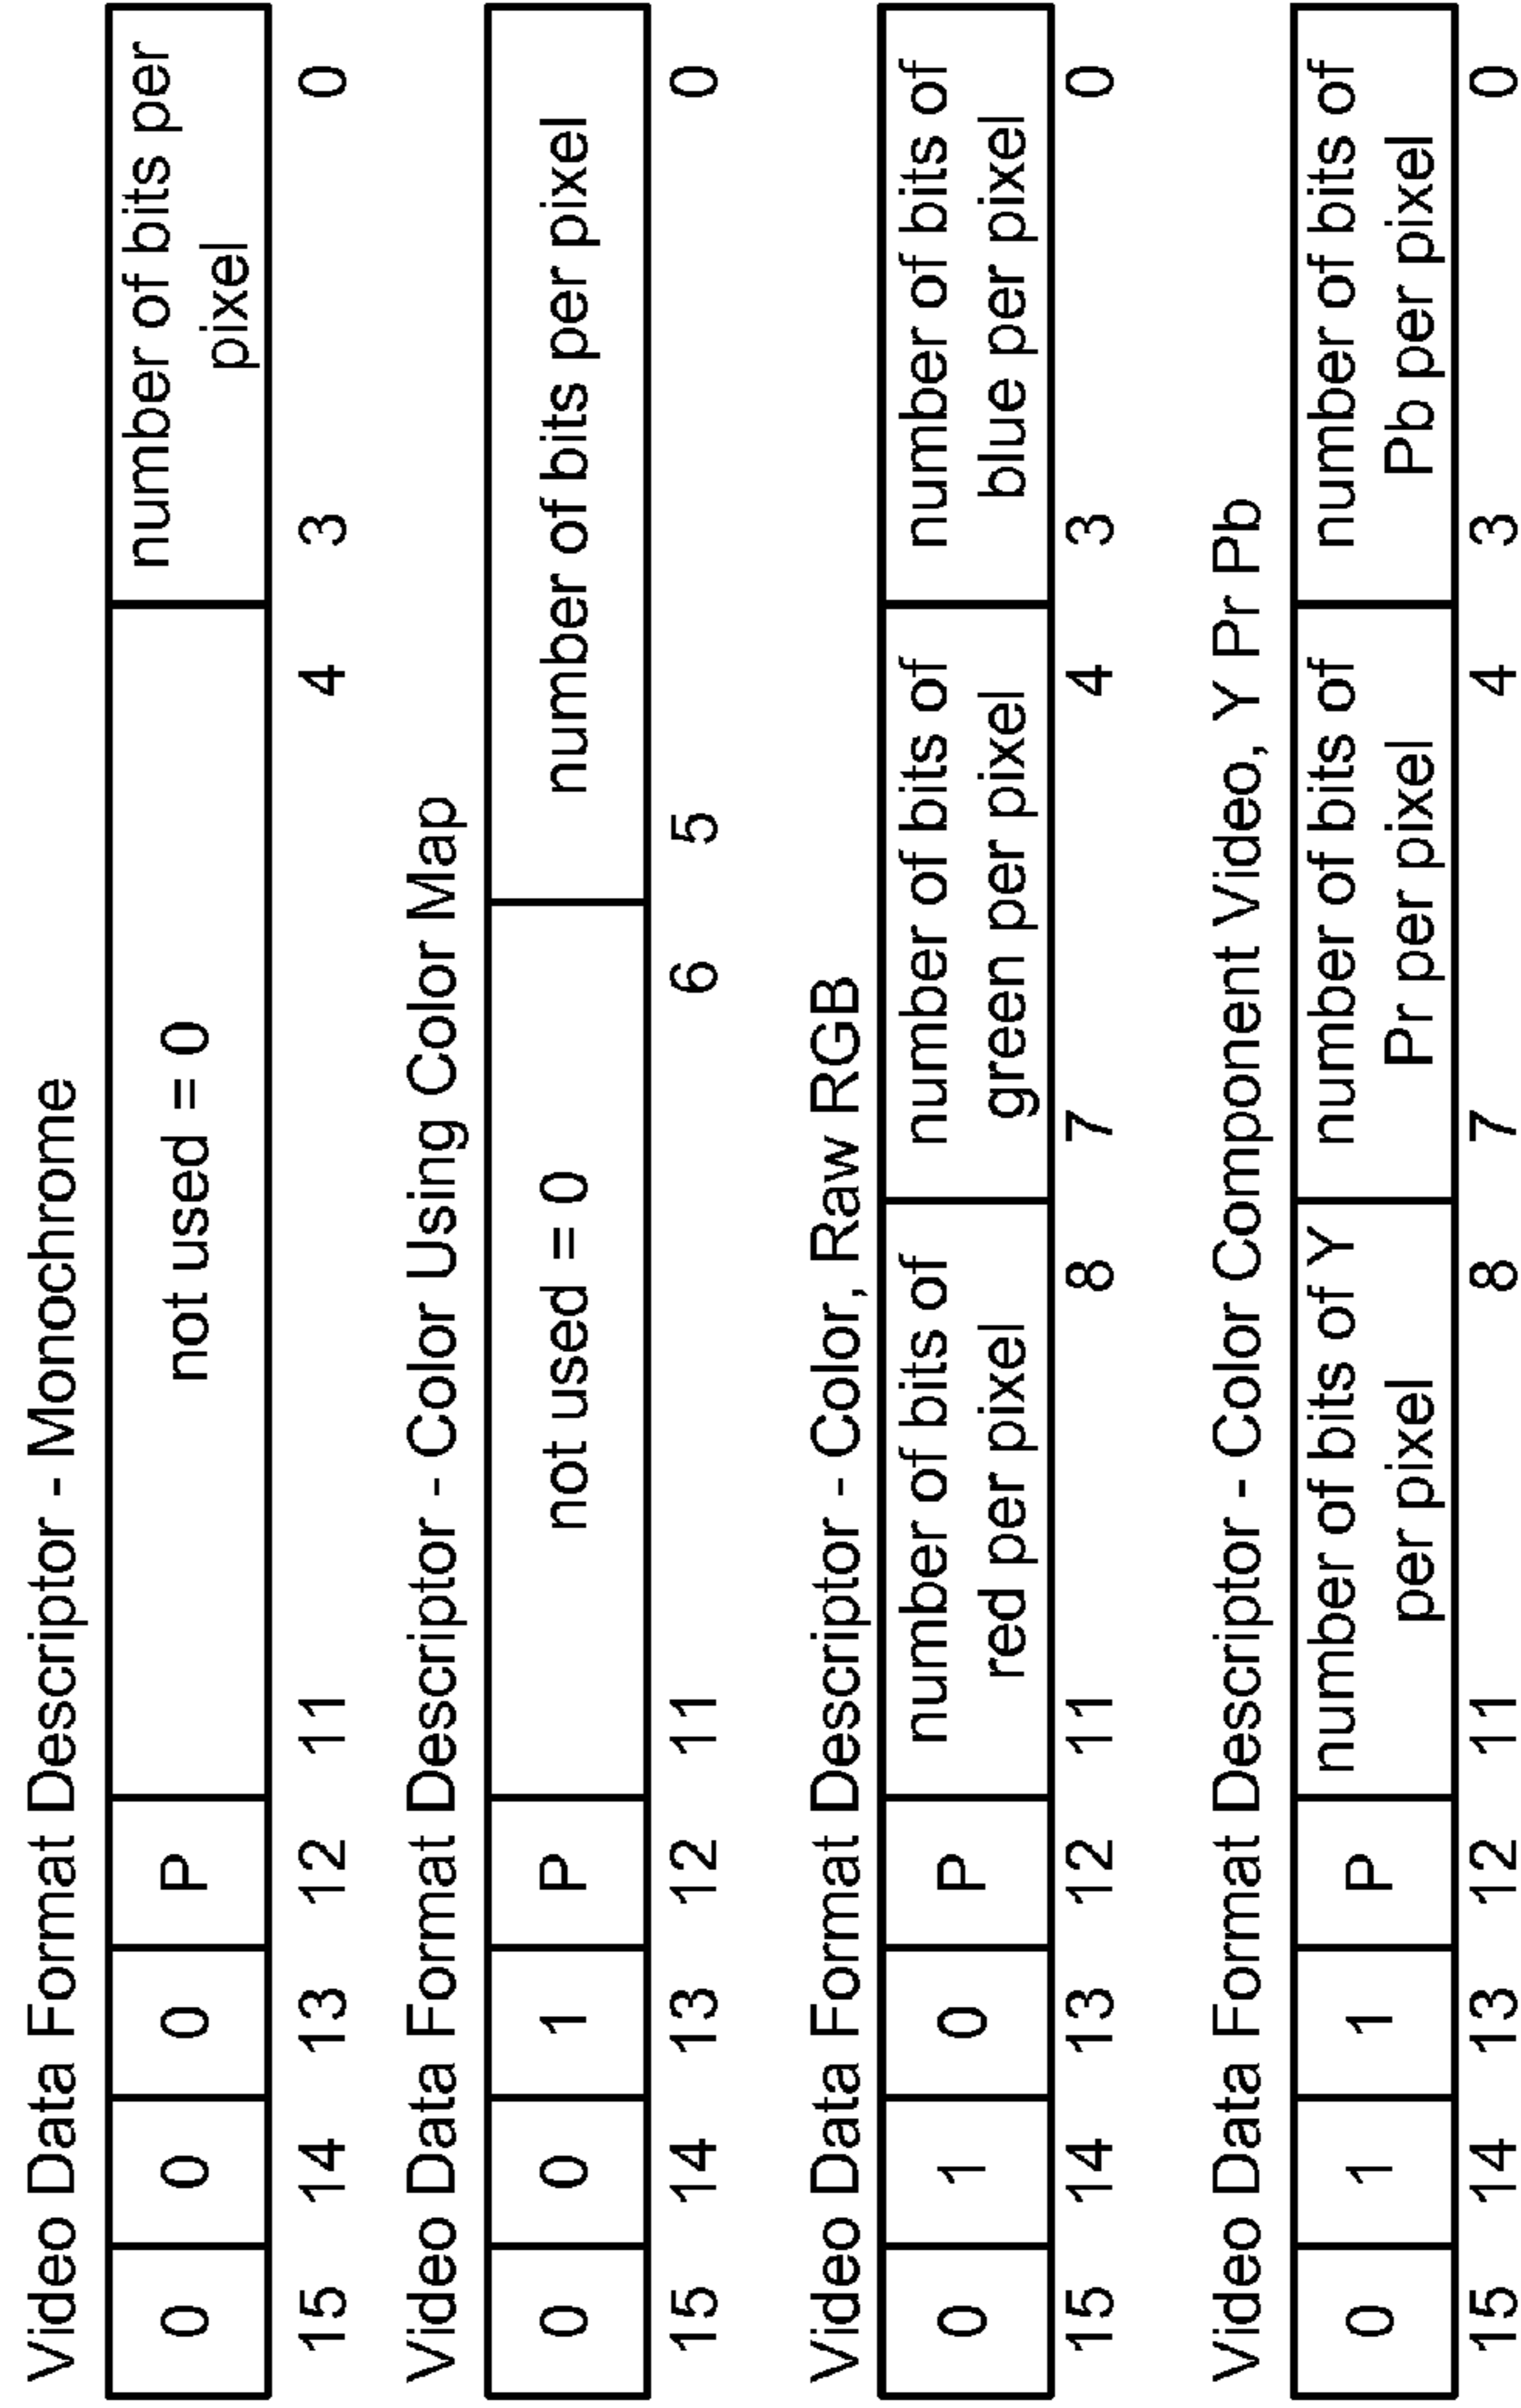 Video Data Format Descriptor - Monochrome
0 0 0 P not used = 0 number of bits per
pixel
15 14 13 12 11 4 3 0
Video Data Format Descriptor - Color Using Color Map
0 0 1 P not used = 0 number of bits per pixel
15 14 13 12 11 6 5 0
Video Data Format Descriptor - Color, Raw RGB
0 1 0 P number of bits of number of bits of number of bits of
red per pixel green per pixel blue per pixel
15 14 13 12 11 8 7 4 3 0
Video Data Format Descriptor - Color Component Video, Y Pr Pb
0 1 1 P number of bits of Y number of bits of number of bits of
per pixel Pr per pixel Pb per pixel
15 14 13 12 11 8 7 4 3 0